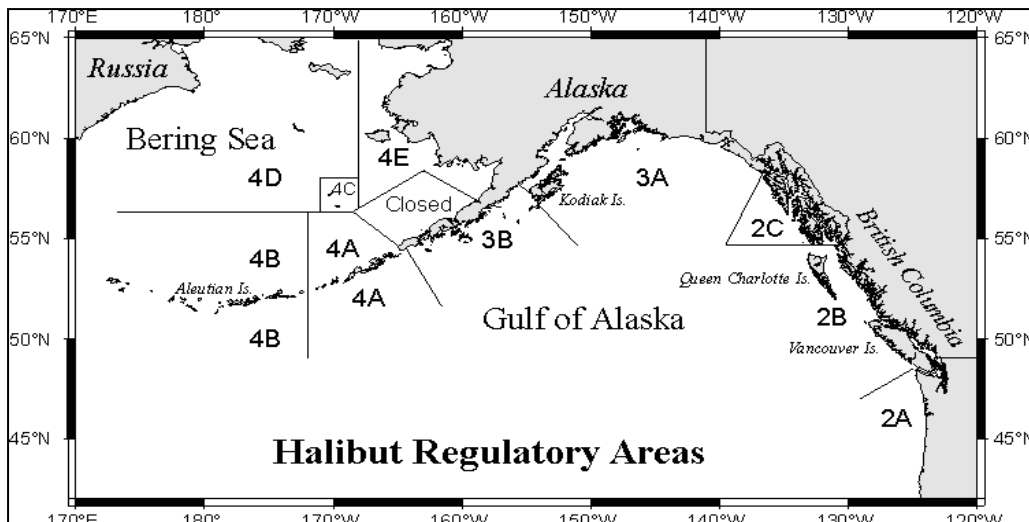 170°E 180° 170°W 160°W 150°W 140°W 130°W 120°W
65°N 65°N
Russia
Alaska
Bering Sea
60°N 60°N
4E
4D
4C
3A
Closed
Kodiak Is.
2C
3B
British Columbia
55°N 55°N
4B
4A
Queen Charlotte Is.
Aleutian Is.
4A
Gulf of Alaska
2B
50°N 50°N
4B
Vancouver Is.
2A
45°N 45°N
Halibut Regulatory Areas
170°E 180° 170°W 160°W 150°W 140°W 130°W 120°W